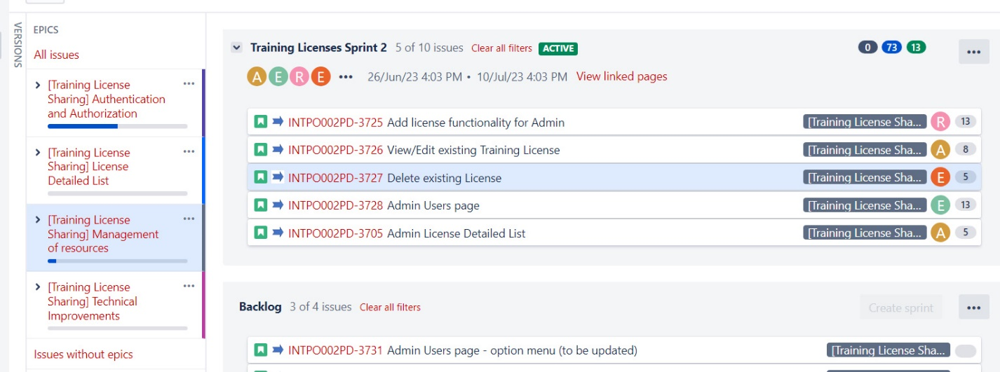 VERSIONS
EPICS
All issues
[Training License
Sharing] Authentication
and Authorization
[Training License
Sharing] License
Detailed List
[Training License
Sharing] Management
of resources
[Training License
Sharing] Technical
Improvements
Issues without epics
Training Licenses Sprint 2 5 of 10 issues Clear all filters ACTIVE 0 73 13
A E R E ••• 26/Jun/23 4:03 PM • 10/Jul/23 4:03 PM View linked pages
INTPO002PD-3725 Add license functionality for Admin [Training License Sha... R 13
INTPO002PD-3726 View/Edit existing Training License [Training License Sha... A 8
INTPO002PD-3727 Delete existing License [Training License Sha... E 5
INTPO002PD-3728 Admin Users page [Training License Sha... E 13
INTPO002PD-3705 Admin License Detailed List [Training License Sha... A 5
Backlog 3 of 4 issues Clear all filters Create sprint
INTPO002PD-3731 Admin Users page - option menu (to be updated) [Training License Sha...